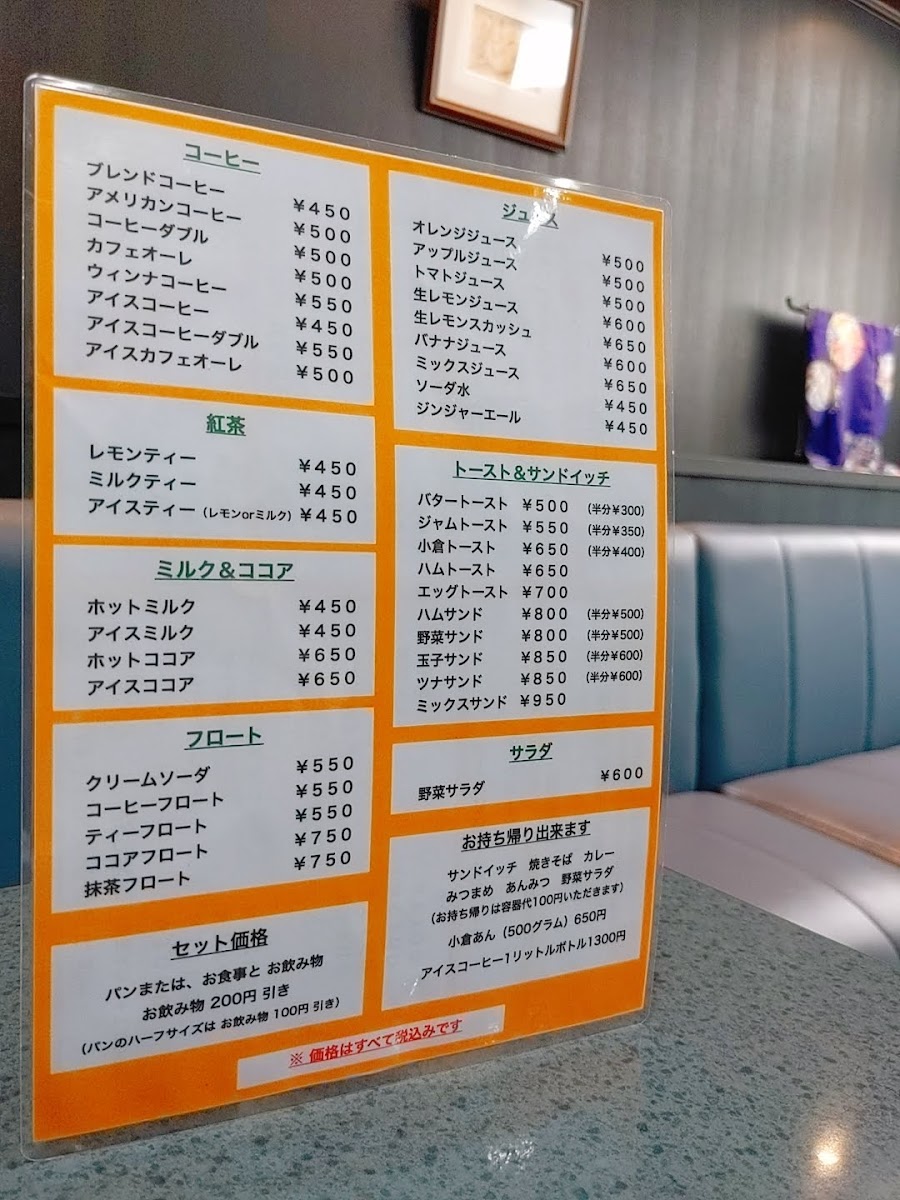 コーヒー
ブレンドコーヒー ¥450
アメリカンコーヒー ¥500
コーヒーダブル ¥500
カフェオーレ ¥500
ウィンナコーヒー ¥550
アイスコーヒー ¥450
アイスコーヒーダブル ¥550
アイスカフェオーレ ¥500
紅茶
レモンティー ¥450
ミルクティー ¥450
アイスティー（レモンorミルク） ¥450
ミルク＆ココア
ホットミルク ¥450
アイスミルク ¥450
ホットココア ¥650
アイスココア ¥650
フロート
クリームソーダ ¥550
コーヒーフロート ¥550
ティーフロート ¥550
ココアフロート ¥750
抹茶フロート ¥750
セット価格
パンまたは、お食事と お飲み物
お飲み物 200円 引き
（パンのハーフサイズは お飲み物 100円 引き）
ジュース
オレンジジュース ¥500
アップルジュース ¥500
トマトジュース ¥500
生レモンジュース ¥600
生レモンスカッシュ ¥650
バナナジュース ¥600
ミックスジュース ¥650
ソーダ水 ¥450
ジンジャーエール ¥450
トースト＆サンドイッチ
バタートースト ¥500 （半分¥300）
ジャムトースト ¥550 （半分¥350）
小倉トースト ¥650 （半分¥400）
ハムトースト ¥650
エッグトースト ¥700
ハムサンド ¥800 （半分¥500）
野菜サンド ¥800 （半分¥500）
玉子サンド ¥850 （半分¥600）
ツナサンド ¥850 （半分¥600）
ミックスサンド ¥950
サラダ
野菜サラダ ¥600
お持ち帰り出来ます
サンドイッチ 焼きそば カレー
みつまめ あんみつ 野菜サラダ
（お持ち帰りは容器代100円いただきます）
小倉あん（500グラム）650円
アイスコーヒー1リットルボトル1300円
※ 価格はすべて税込みです